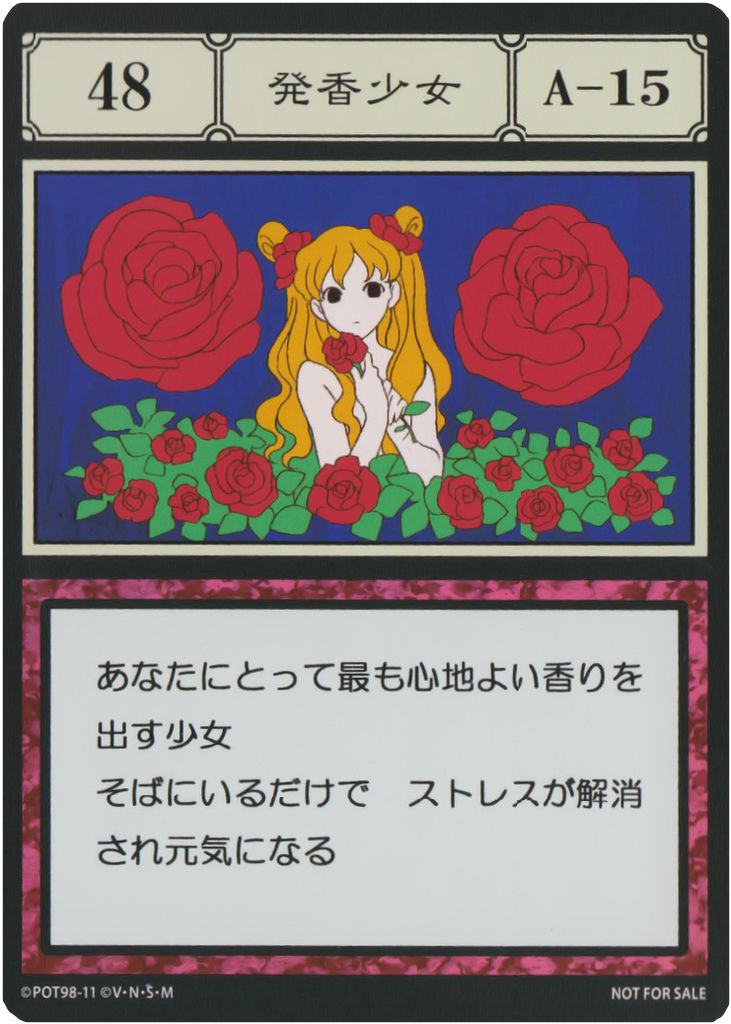 48
発香少女
A-15
あなたにとって最も心地よい香りを
出す少女
そばにいるだけで　ストレスが解消
され元気になる
©POT98-11 ©V・N・S・M
NOT FOR SALE